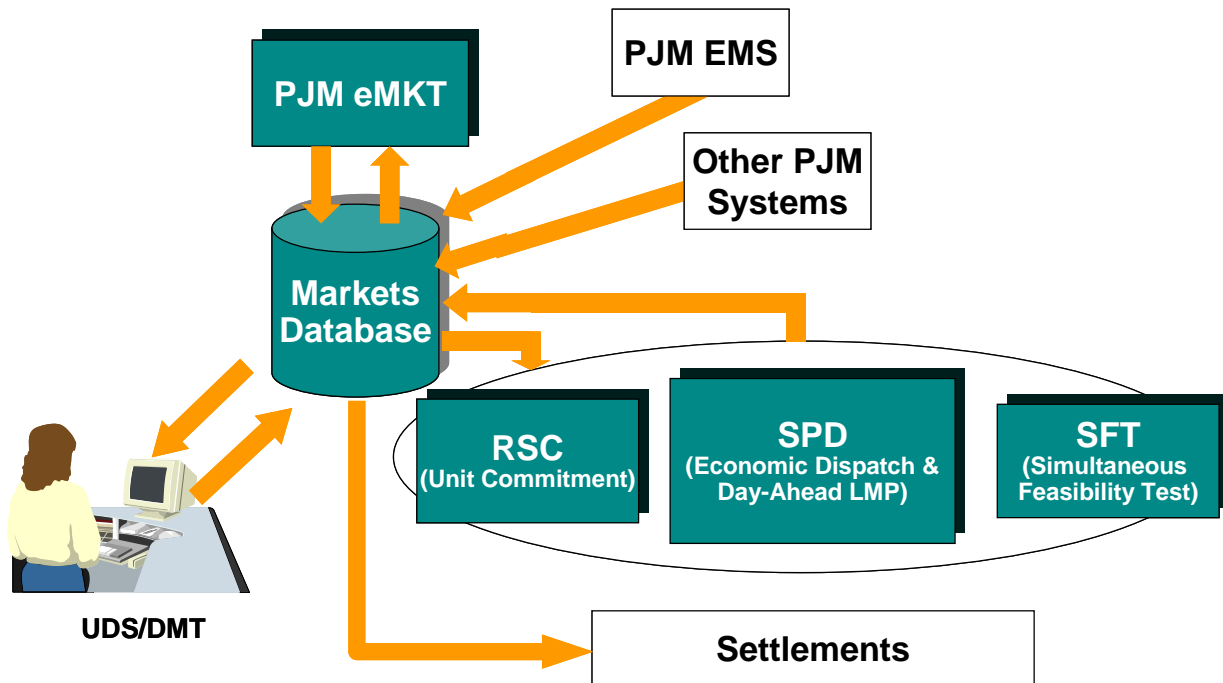 PJM eMKT
PJM EMS
Other PJM
Systems
Markets
Database
RSC
(Unit Commitment)
SPD
(Economic Dispatch &
Day-Ahead LMP)
SFT
(Simultaneous
Feasibility Test)
UDS/DMT
Settlements